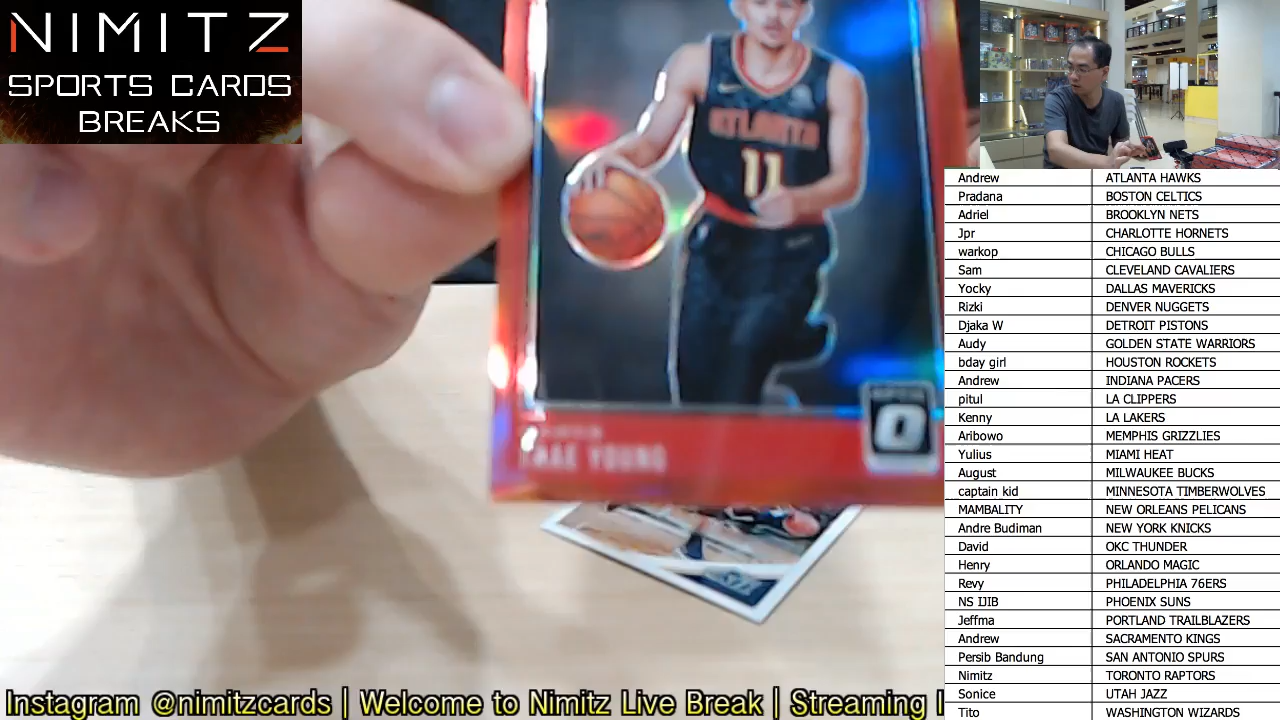 NIMITZ
SPORTS CARDS
BREAKS
ATLANTA
11
TRAE YOUNG
Andrew ATLANTA HAWKS
Pradana BOSTON CELTICS
Adriel BROOKLYN NETS
Jpr CHARLOTTE HORNETS
warkop CHICAGO BULLS
Sam CLEVELAND CAVALIERS
Yocky DALLAS MAVERICKS
Rizki DENVER NUGGETS
Djaka W DETROIT PISTONS
Audy GOLDEN STATE WARRIORS
bday girl HOUSTON ROCKETS
Andrew INDIANA PACERS
pitul LA CLIPPERS
Kenny LA LAKERS
Aribowo MEMPHIS GRIZZLIES
Yulius MIAMI HEAT
August MILWAUKEE BUCKS
captain kid MINNESOTA TIMBERWOLVES
MAMBALITY NEW ORLEANS PELICANS
Andre Budiman NEW YORK KNICKS
David OKC THUNDER
Henry ORLANDO MAGIC
Revy PHILADELPHIA 76ERS
NS IJIB PHOENIX SUNS
Jeffma PORTLAND TRAILBLAZERS
Andrew SACRAMENTO KINGS
Persib Bandung SAN ANTONIO SPURS
Nimitz TORONTO RAPTORS
Sonice UTAH JAZZ
Tito WASHINGTON WIZARDS
Instagram @nimitzcards | Welcome to Nimitz Live Break | Streaming